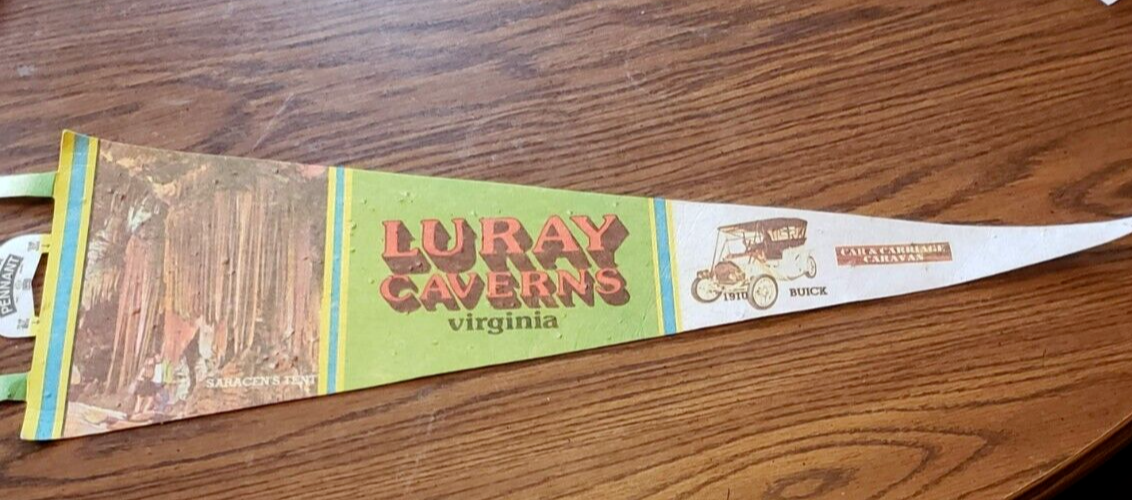 PENNANT
SARACEN'S TENT
LURAY
CAVERNS
virginia
1910 BUICK
CAR & CARRIAGE
CARAVAN